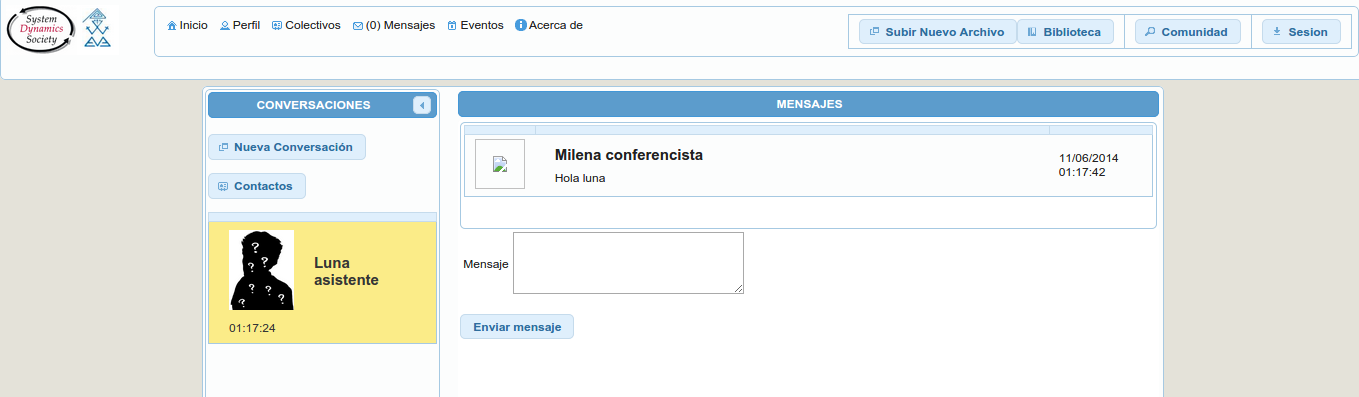 System
Dynamics
Society
EVE
Inicio Perfil Colectivos (0) Mensajes Eventos Acerca de
Subir Nuevo Archivo Biblioteca Comunidad Sesion
CONVERSACIONES
Nueva Conversación
Contactos
Luna
asistente
01:17:24
MENSAJES
Milena conferencista
Hola luna
11/06/2014
01:17:42
Mensaje
Enviar mensaje